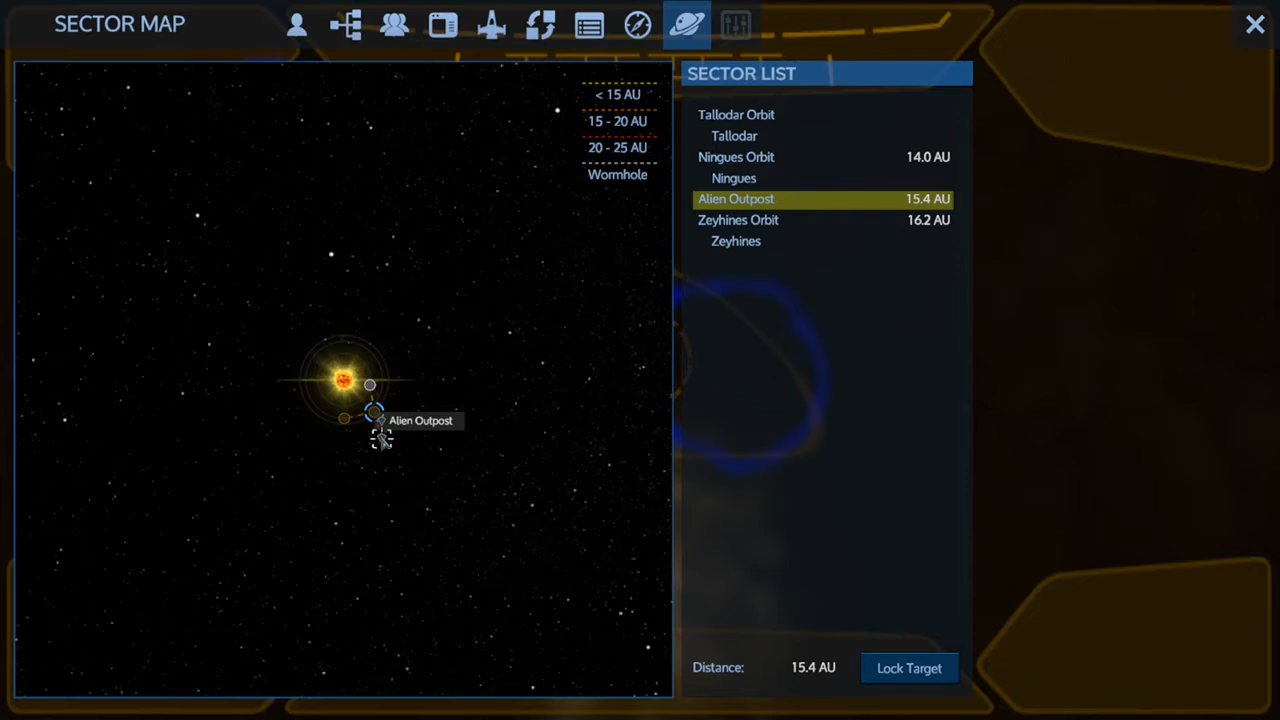 SECTOR MAP
< 15 AU
15 - 20 AU
20 - 25 AU
Wormhole
Alien Outpost
SECTOR LIST
Tallodar Orbit
Tallodar
Ningues Orbit 14.0 AU
Ningues
Alien Outpost 15.4 AU
Zeyhines Orbit 16.2 AU
Zeyhines
Distance: 15.4 AU Lock Target